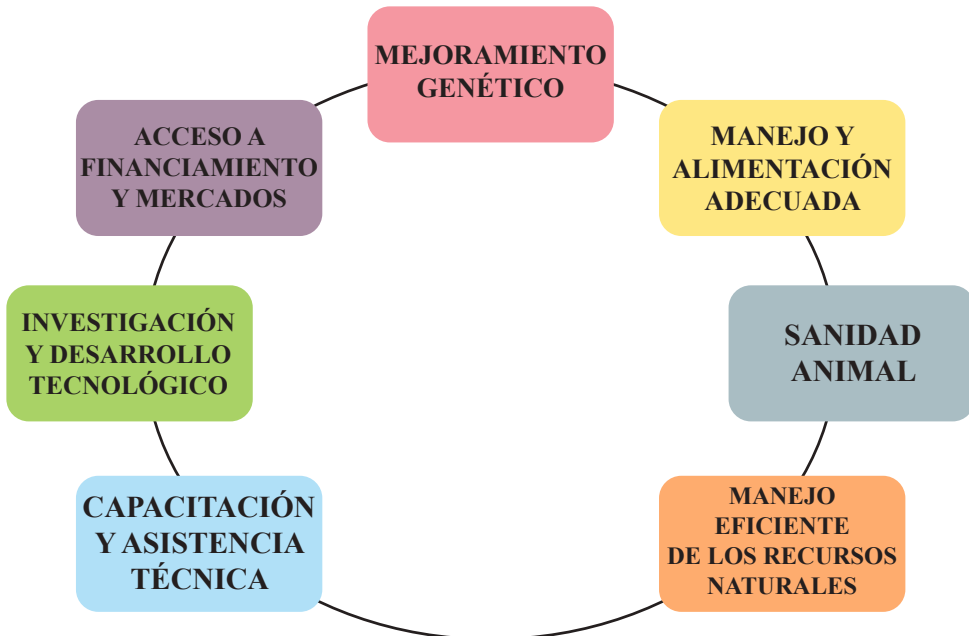 MEJORAMIENTO
GENÉTICO
MANEJO Y
ALIMENTACIÓN
ADECUADA
SANIDAD
ANIMAL
MANEJO
EFICIENTE
DE LOS RECURSOS
NATURALES
CAPACITACIÓN
Y ASISTENCIA
TÉCNICA
INVESTIGACIÓN
Y DESARROLLO
TECNOLÓGICO
ACCESO A
FINANCIAMIENTO
Y MERCADOS